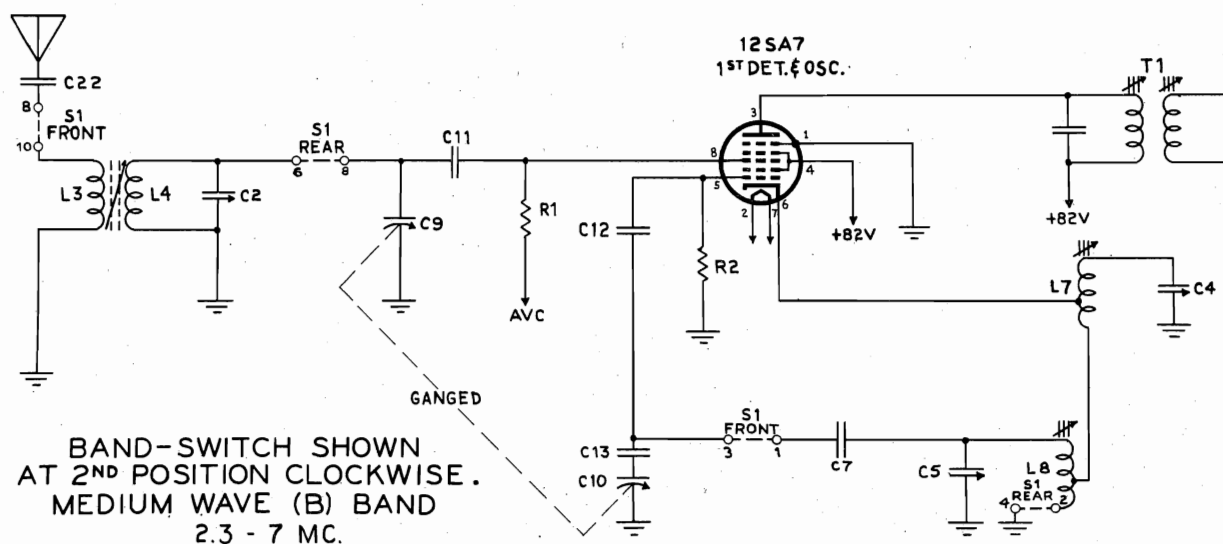 12SA7
1ST DET. & OSC.
T1
C22
8
S1
FRONT
10
L3
L4
C2
S1
REAR
6
8
C9
C11
R1
AVC
3
1
8
4
5
2
7
6
+82V
+82V
C12
R2
L7
C4
GANGED
C13
C10
S1
FRONT
3
1
C7
C5
L8
S1
REAR
4
2
BAND-SWITCH SHOWN
AT 2ND POSITION CLOCKWISE.
MEDIUM WAVE (B) BAND
2.3 - 7 MC.